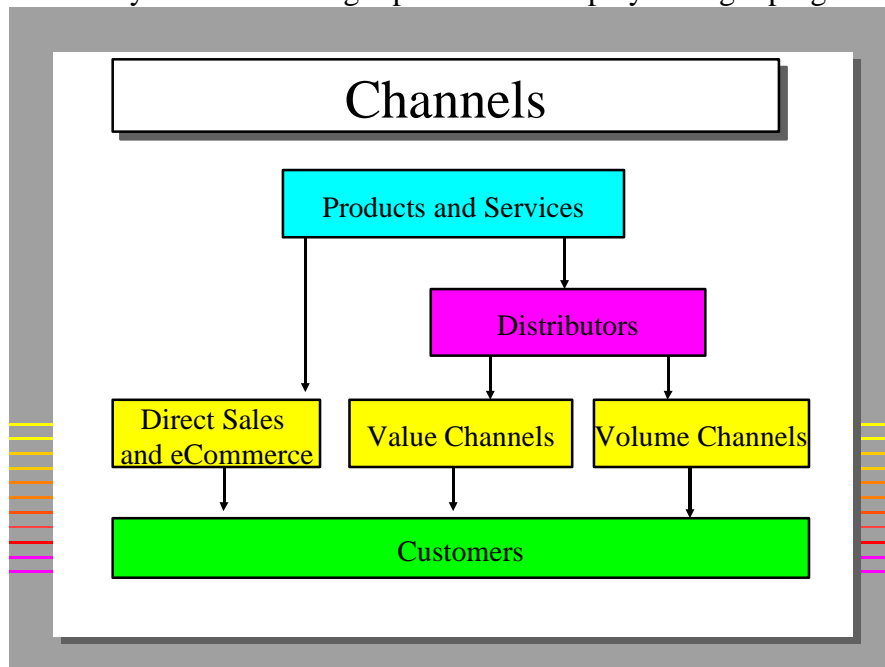 Channels
Products and Services
Distributors
Direct Sales
and eCommerce
Value Channels
Volume Channels
Customers